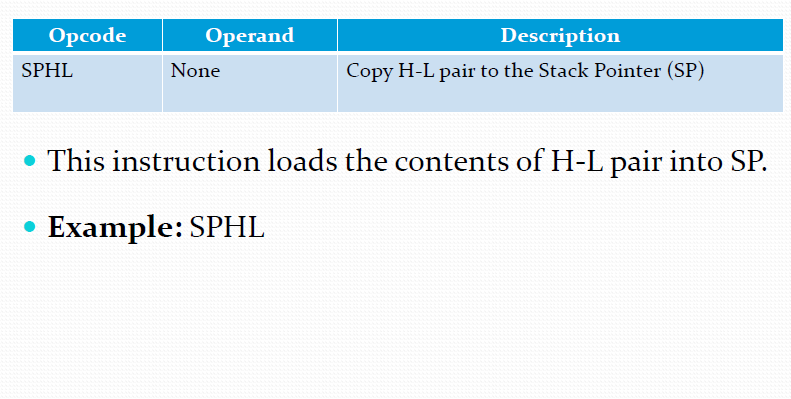 Opcode Operand Description
SPHL None Copy H-L pair to the Stack Pointer (SP)
This instruction loads the contents of H-L pair into SP.
Example: SPHL